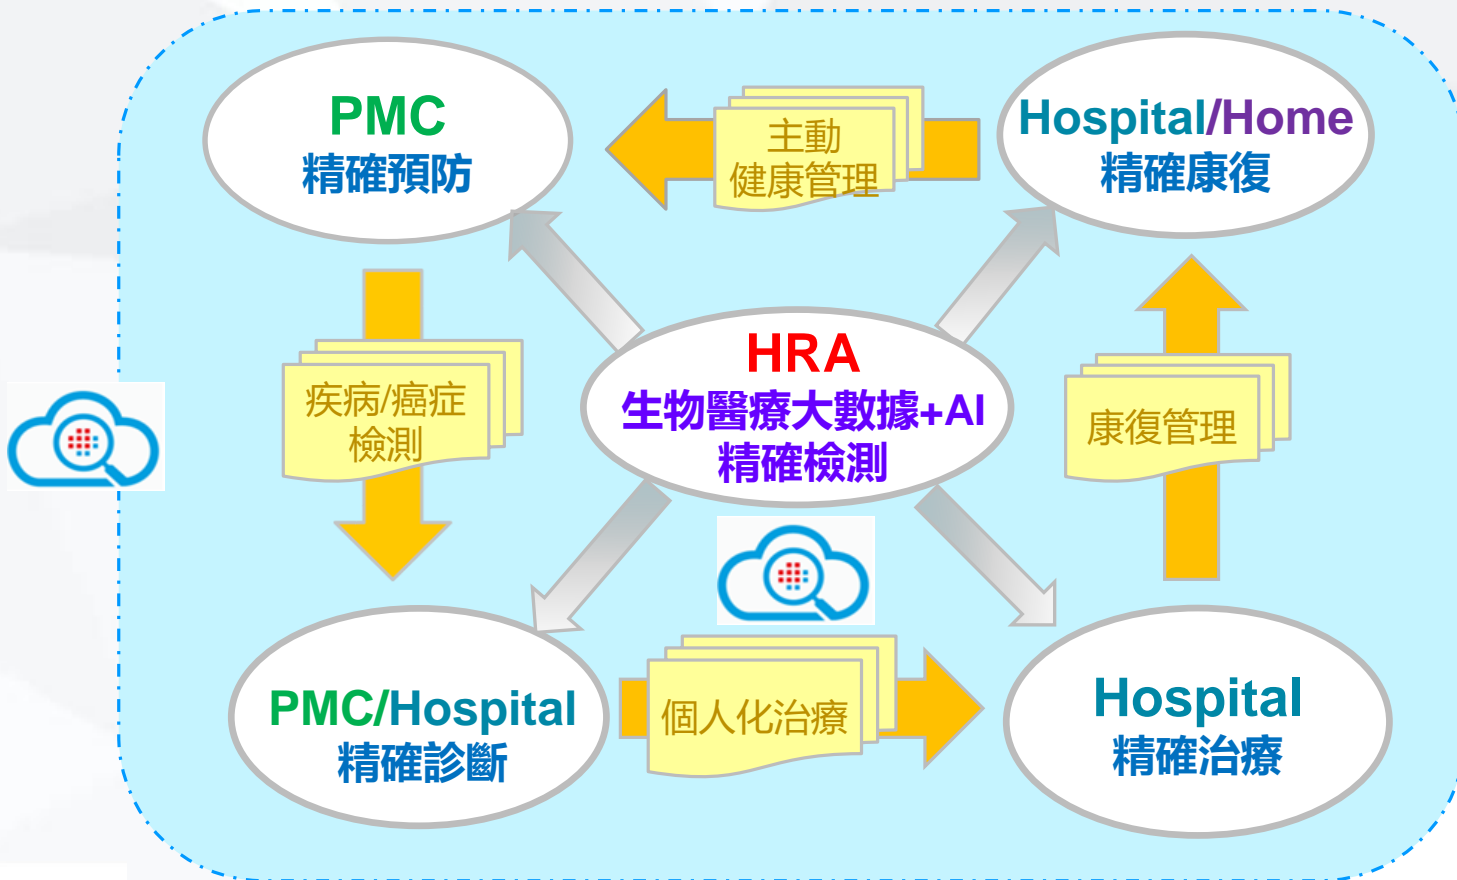 PMC
精確預防
主動
健康管理
Hospital/Home
精確康復
疾病/癌症
檢測
HRA
生物醫療大數據+AI
精確檢測
康復管理
PMC/Hospital
精確診斷
個人化治療
Hospital
精確治療